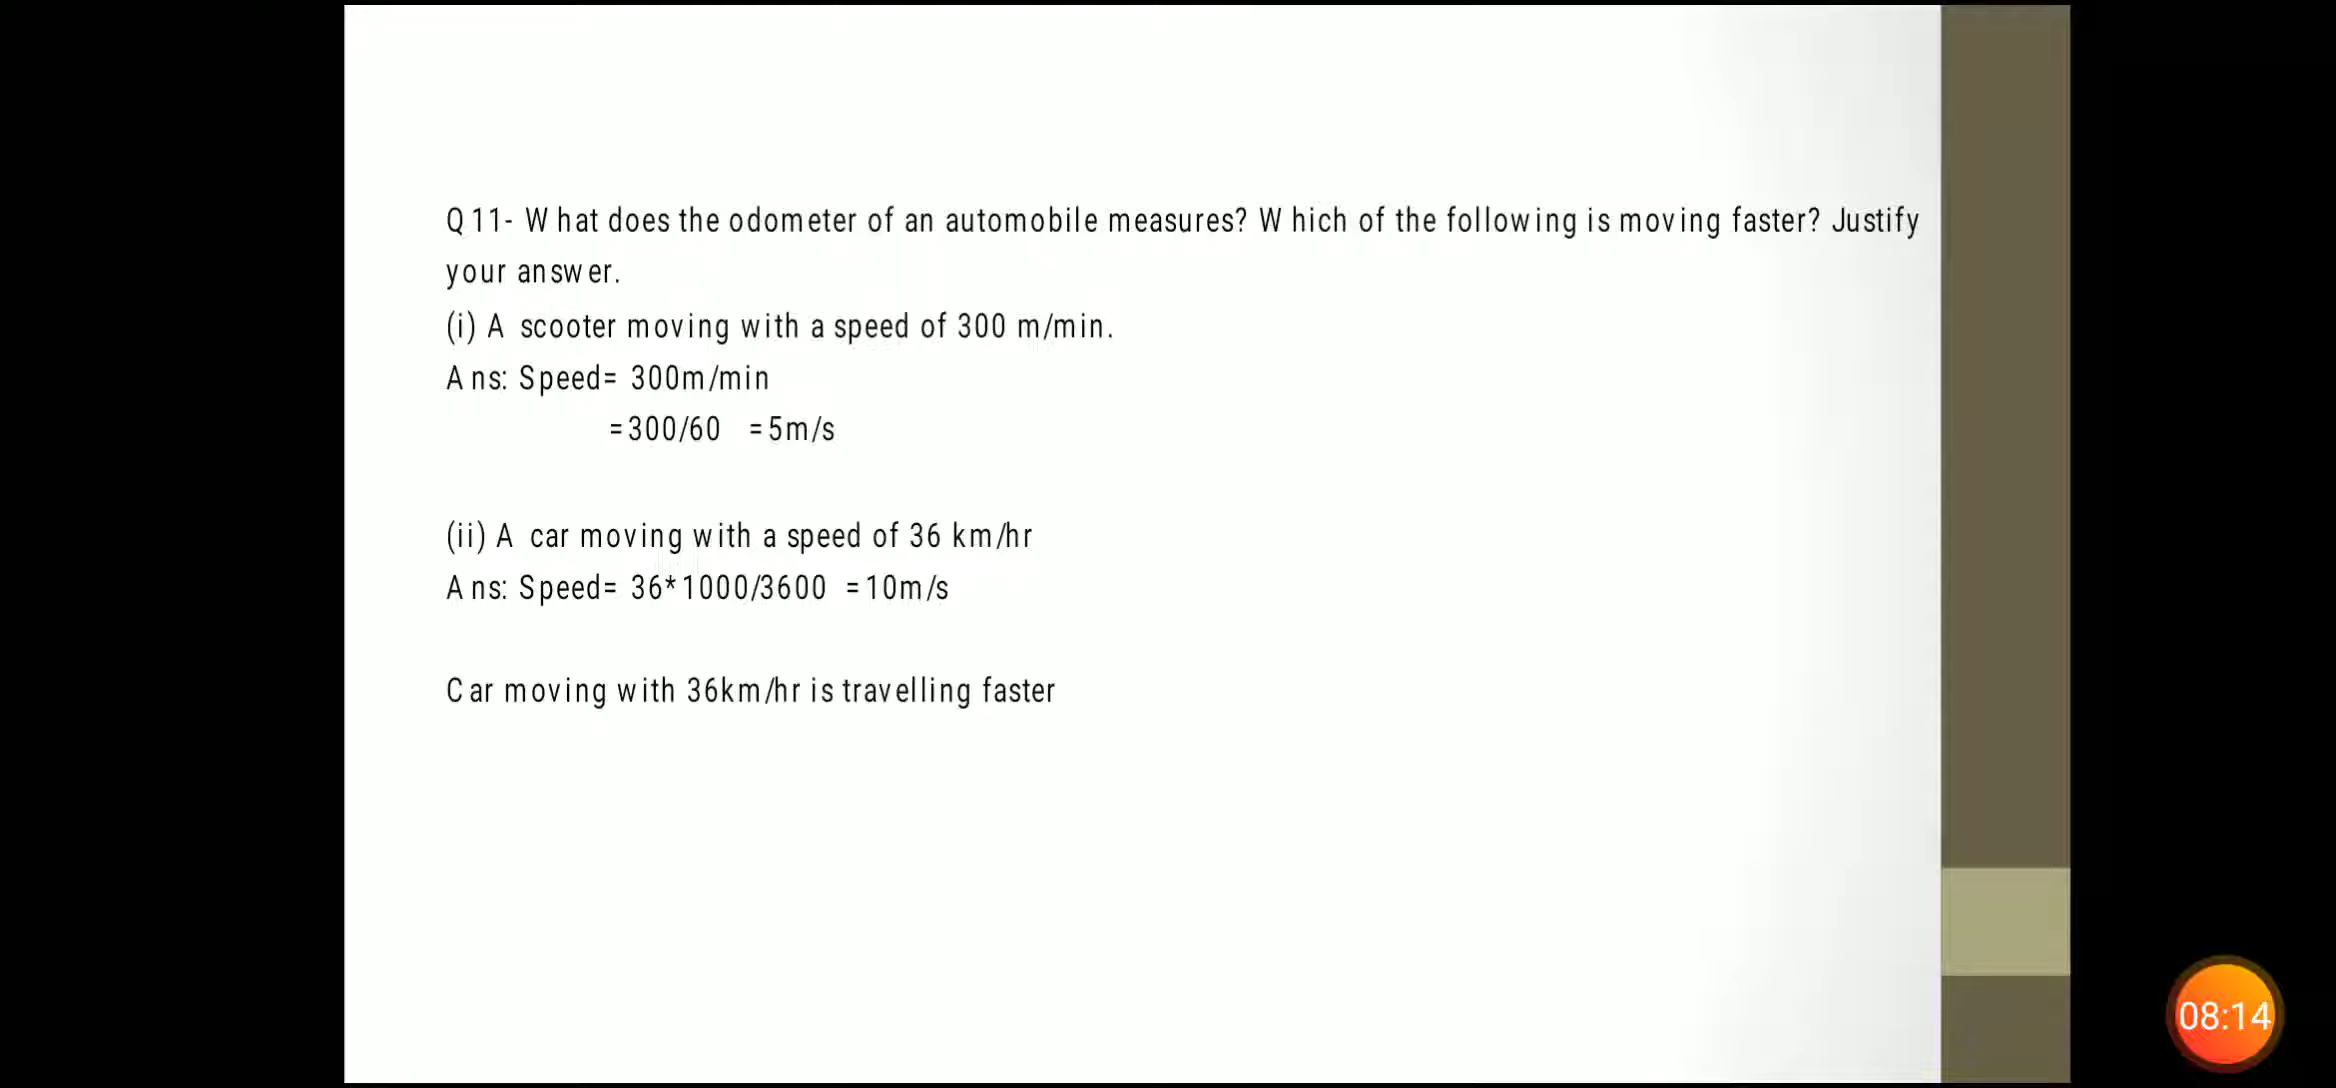 Q11- What does the odometer of an automobile measures? Which of the following is moving faster? Justify
your answer.
(i) A scooter moving with a speed of 300 m/min.
Ans: Speed= 300m/min
=300/60 =5m/s
(ii) A car moving with a speed of 36 km/hr
Ans: Speed= 36*1000/3600 =10m/s
Car moving with 36km/hr is travelling faster
08:14